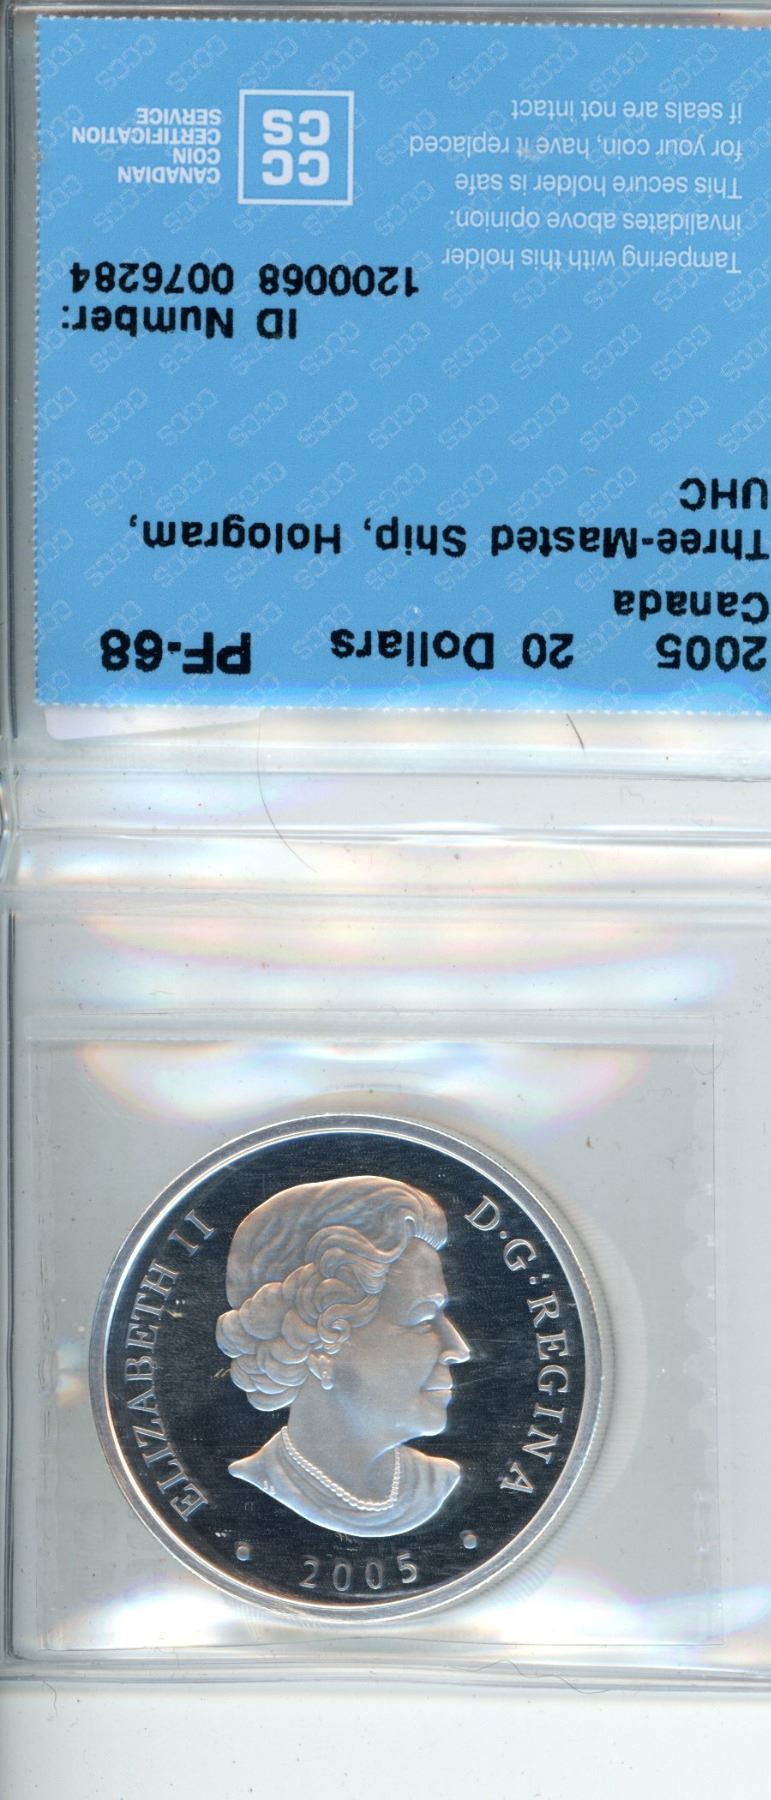 2005 20 Dollars PF-68
Canada
Three-Masted Ship, Hologram,
UHC
ID Number:
1200068 0076284
Tampering with this holder
invalidates above opinion.
This secure holder is safe
for your coin, have it replaced
if seals are not intact
CC
CS
CANADIAN
COIN
CERTIFICATION
SERVICE
ELIZABETH II D·G·REGINA
2005